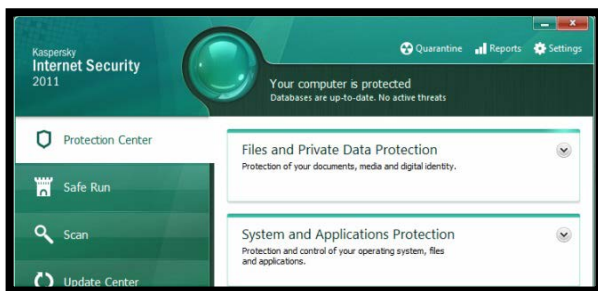 Kaspersky
Internet Security
2011
Quarantine Reports Settings
Your computer is protected
Databases are up-to-date. No active threats
Protection Center
Safe Run
Scan
Update Center
Files and Private Data Protection
Protection of your documents, media and digital identity.
System and Applications Protection
Protection and control of your operating system, files
and applications.